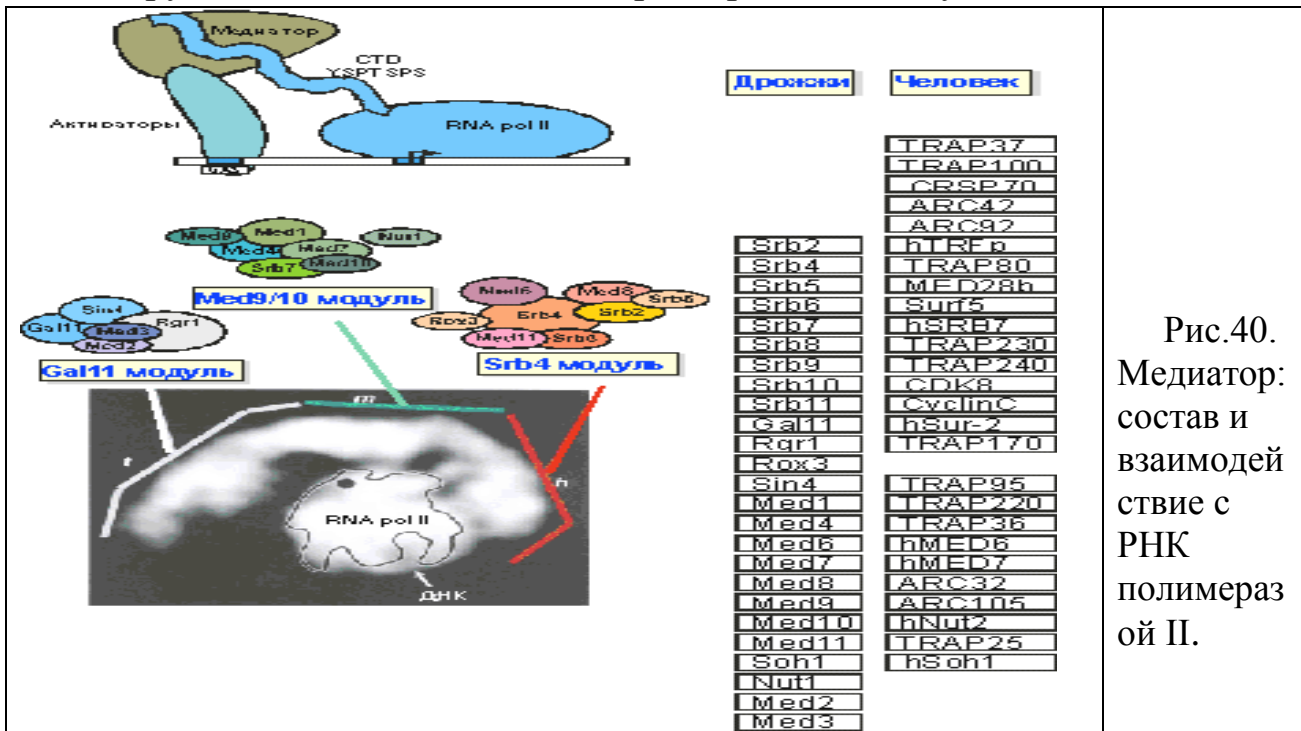 Медиатор
CTD
YSPT SPS
Активаторы
RNA pol II
Med1
Med4
Med7
Med10
Srb7
Nut1
Med9/10 модуль
Sin4
Gal11
Med3
Rgr1
Med2
Gal11 модуль
Med6
Med8
Srb5
Srb4
Srb2
Rox3
Med11
Srb6
Srb4 модуль
m
t
h
RNA pol II
ДНК
Дрожжи
Человек
TRAP37
TRAP100
CRSP70
ARC42
ARC92
Srb2 hTRFp
Srb4 TRAP80
Srb5 MED28b
Srb6 Surf5
Srb7 hSRB7
Srb8 TRAP230
Srb9 TRAP240
Srb10 CDK8
Srb11 CyclinC
Gal11 hSur-2
Rgr1 TRAP170
Rox3
Sin4 TRAP95
Med1 TRAP220
Med4 TRAP36
Med6 hMED6
Med7 hMED7
Med8 ARC32
Med9 ARC105
Med10 hNut2
Med11 TRAP25
Soh1 hSoh1
Nut1
Med2
Med3
Рис.40.
Медиатор:
состав и
взаимодей
ствие с
РНК
полимераз
ой II.